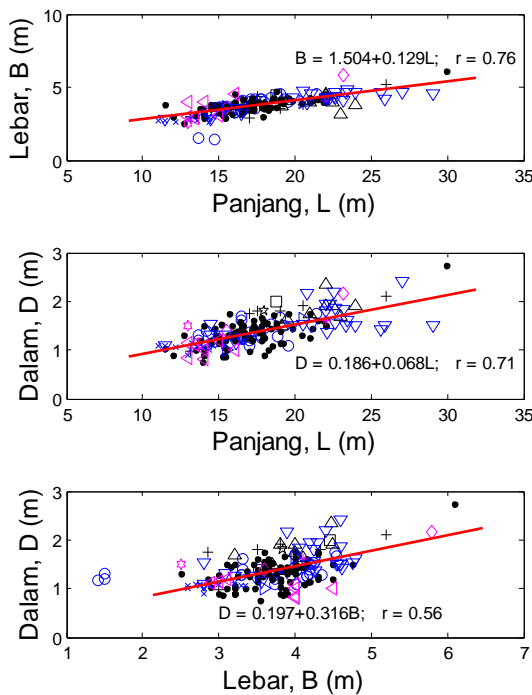 10
B = 1.504+0.129L; r = 0.76
5
0
Lebar, B (m)
5 10 15 20 25 30 35
Panjang, L (m)
3
2
1
0
Dalam, D (m)
D = 0.186+0.068L; r = 0.71
5 10 15 20 25 30 35
Panjang, L (m)
3
2
1
0
Dalam, D (m)
D = 0.197+0.316B; r = 0.56
1 2 3 4 5 6 7
Lebar, B (m)